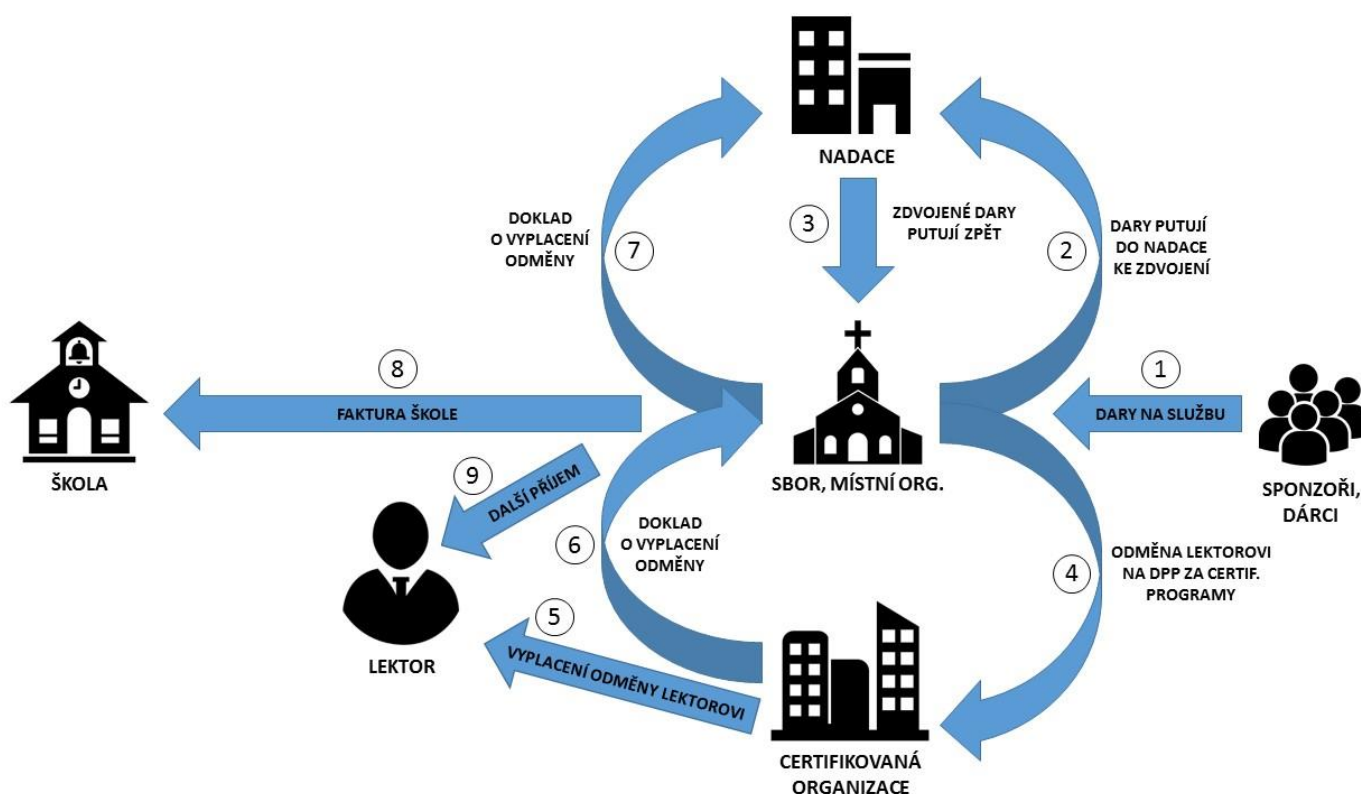 NADACE
DOKLAD
O VYPLACENÍ
ODMĚNY
7
3
ZDVOJENÉ DARY
PUTUJÍ ZPĚT
2
DARY PUTUJÍ
DO NADACE
KE ZDVOJENÍ
8
FAKTURA ŠKOLE
1
DARY NA SLUŽBU
ŠKOLA
SBOR, MÍSTNÍ ORG.
SPONZOŘI,
DÁRCI
9
DALŠÍ PŘÍJEM
6
DOKLAD
O VYPLACENÍ
ODMĚNY
4
ODMĚNA LEKTOROVI
NA DPP ZA CERTIF.
PROGRAMY
5
VYPLACENÍ ODMĚNY LEKTOROVI
LEKTOR
CERTIFIKOVANÁ
ORGANIZACE